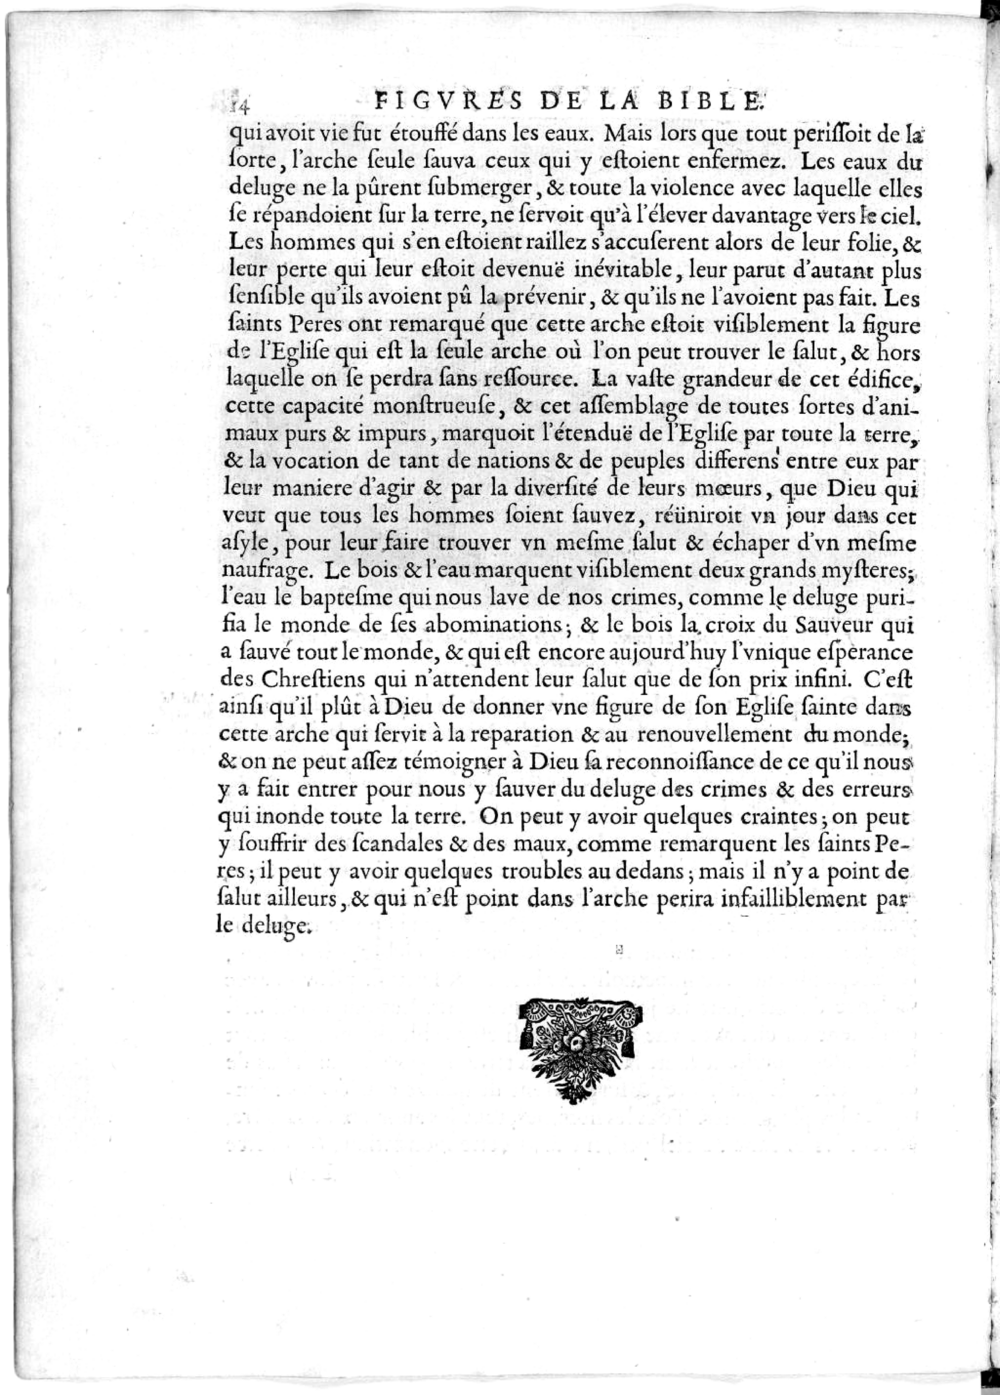 14 FIGVRES DE LA BIBLE.
qui avoit vie fut étouffé dans les eaux. Mais lors que tout periſſoit de la
ſorte, l'arche ſeule ſauva ceux qui y eſtoient enfermez. Les eaux du
deluge ne la pûrent ſubmerger, & toute la violence avec laquelle elles
ſe répandoient ſur la terre, ne ſervoit qu'à l'élever davantage vers le ciel.
Les hommes qui s'en eſtoient raillez s'accuſerent alors de leur folie, &
leur perte qui leur eſtoit devenuë inévitable, leur parut d'autant plus
ſenſible qu'ils avoient pû la prévenir, & qu'ils ne l'avoient pas fait. Les
ſaints Peres ont remarqué que cette arche eſtoit viſiblement la figure
de l'Egliſe qui eſt la ſeule arche où l'on peut trouver le ſalut, & hors
laquelle on ſe perdra ſans reſſource. La vaſte grandeur de cet édifice,
cette capacité monſtrueuſe, & cet aſſemblage de toutes ſortes d'ani-
maux purs & impurs, marquoit l'étenduë de l'Egliſe par toute la terre,
& la vocation de tant de nations & de peuples differens entre eux par
leur maniere d'agir & par la diverſité de leurs mœurs, que Dieu qui
veut que tous les hommes ſoient ſauvez, réüniroit vn jour dans cet
aſyle, pour leur faire trouver vn meſme ſalut & échaper d'vn meſme
naufrage. Le bois & l'eau marquent viſiblement deux grands myſteres;
l'eau le bapteſme qui nous lave de nos crimes, comme le deluge puri-
fia le monde de ſes abominations; & le bois la croix du Sauveur qui
a ſauvé tout le monde, & qui eſt encore aujourd'huy l'vnique eſpèrance
des Chreſtiens qui n'attendent leur ſalut que de ſon prix infini. C'eſt
ainſi qu'il plût à Dieu de donner vne figure de ſon Egliſe ſainte dans
cette arche qui ſervit à la reparation & au renouvellement du monde;
& on ne peut aſſez témoigner à Dieu ſa reconnoiſſance de ce qu'il nous
y a fait entrer pour nous y ſauver du deluge des crimes & des erreurs
qui inonde toute la terre. On peut y avoir quelques craintes; on peut
y ſouffrir des ſcandales & des maux, comme remarquent les ſaints Pe-
res; il peut y avoir quelques troubles au dedans; mais il n'y a point de
ſalut ailleurs, & qui n'eſt point dans l'arche perira infailliblement par
le deluge.